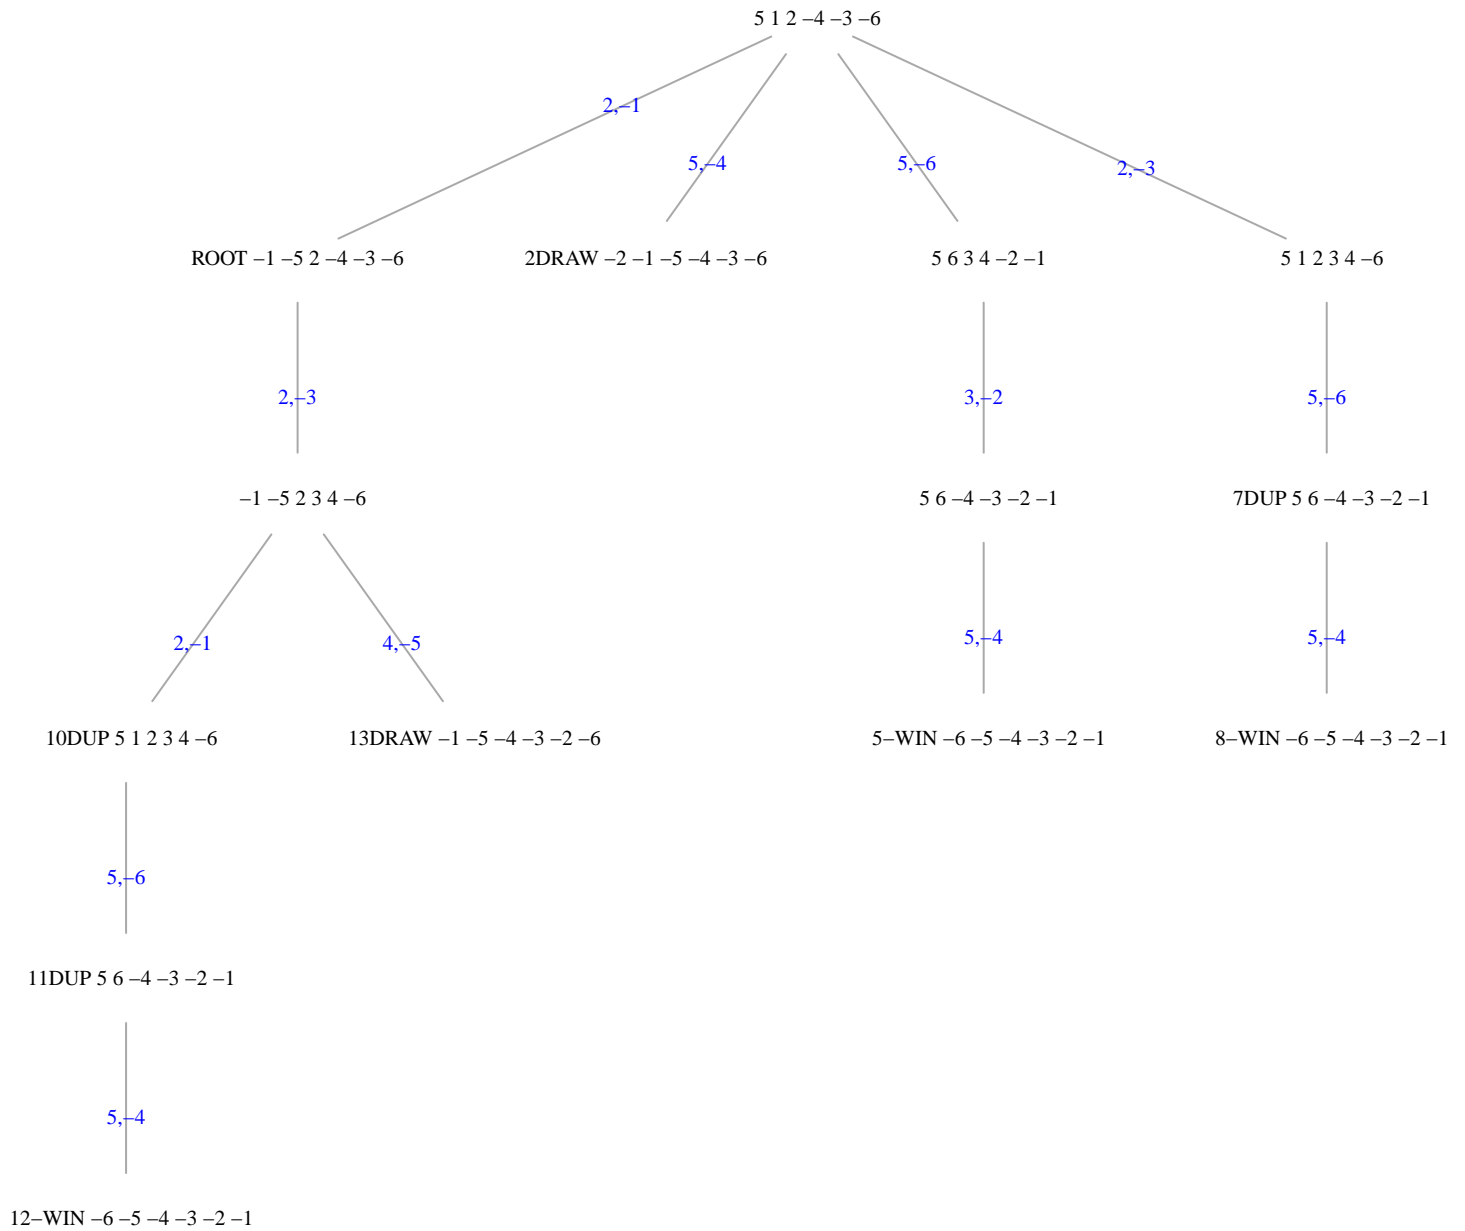 5 1 2 –4 –3 –6
2,–1
5,–4
5,–6
2,–3
ROOT –1 –5 2 –4 –3 –6
2DRAW –2 –1 –5 –4 –3 –6
5 6 3 4 –2 –1
5 1 2 3 4 –6
2,–3
3,–2
5,–6
–1 –5 2 3 4 –6
5 6 –4 –3 –2 –1
7DUP 5 6 –4 –3 –2 –1
2,–1
4,–5
5,–4
5,–4
10DUP 5 1 2 3 4 –6
13DRAW –1 –5 –4 –3 –2 –6
5–WIN –6 –5 –4 –3 –2 –1
8–WIN –6 –5 –4 –3 –2 –1
5,–6
11DUP 5 6 –4 –3 –2 –1
5,–4
12–WIN –6 –5 –4 –3 –2 –1